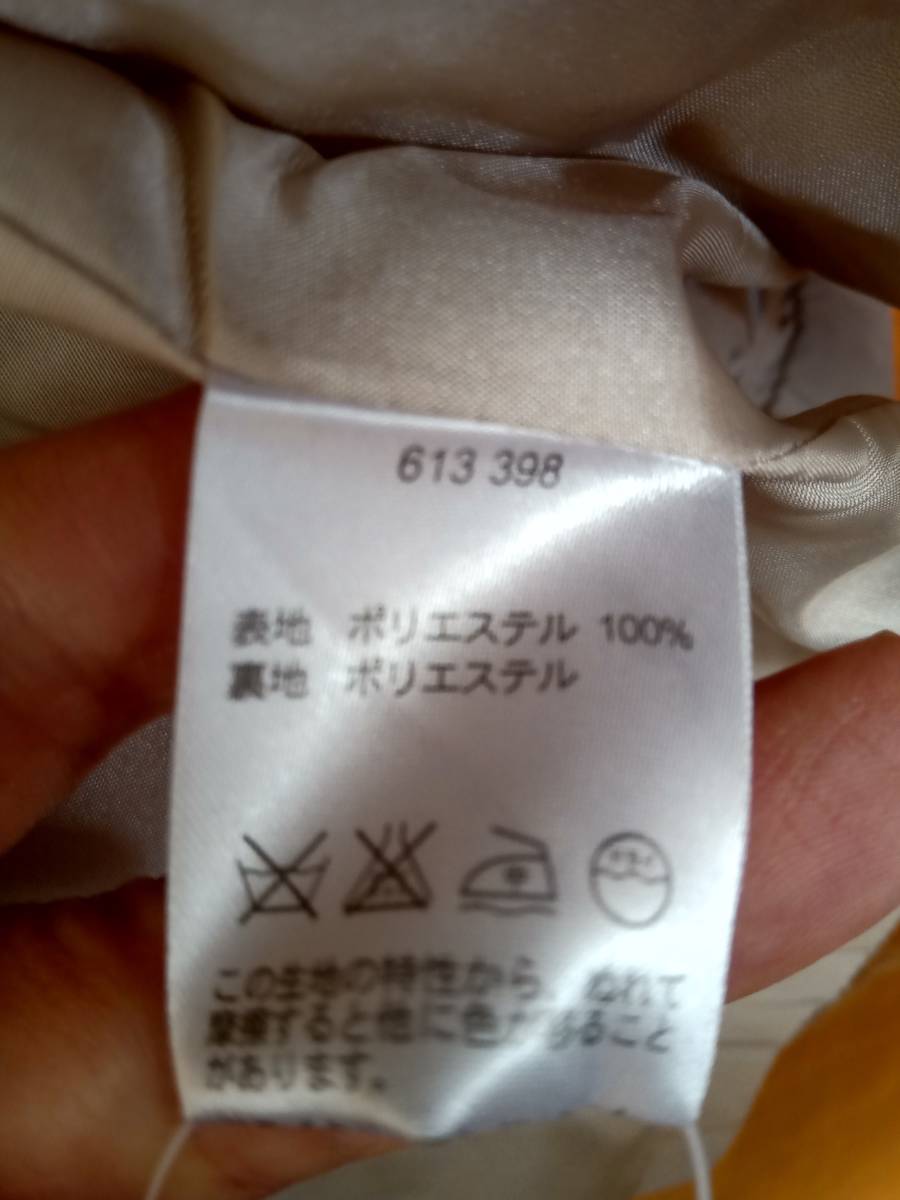 613 398
表地 ポリエステル 100%
裏地 ポリエステル
この生地の特性から、ぬれて
摩擦すると他に色が移ること
があります。